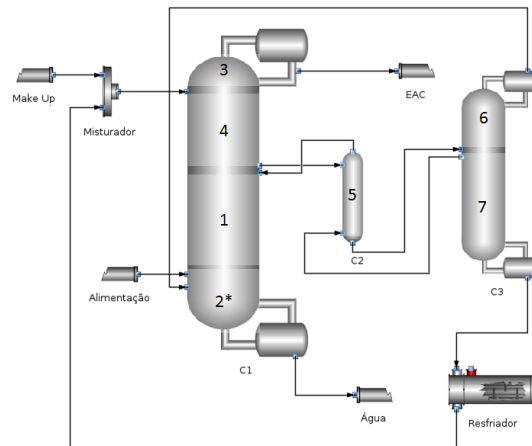 3
6
Make Up
EAC
Misturador
4
5
7
1
C2
Alimentação
C3
2*
C1
Água
Resfriador